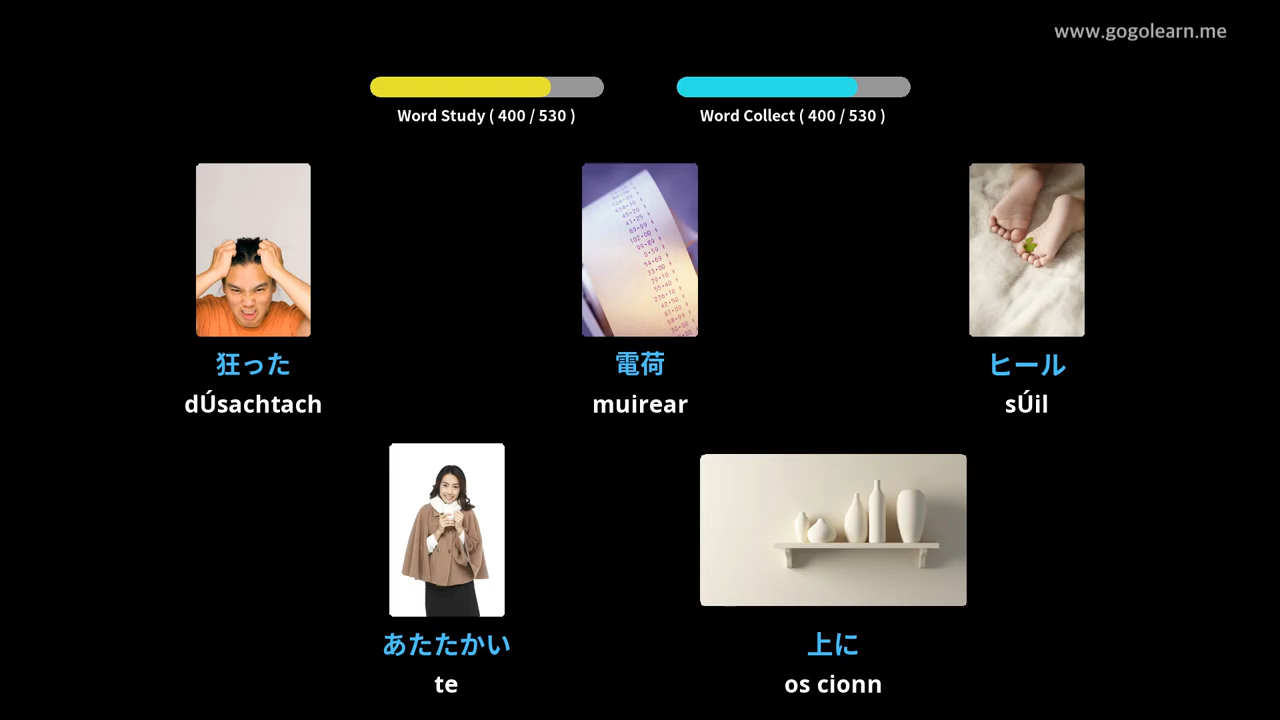 www.gogolearn.me
Word Study ( 400 / 530 )
Word Collect ( 400 / 530 )
狂った
dÚsachtach
電荷
muirear
ヒール
sÚil
あたたかい
te
上に
os cionn